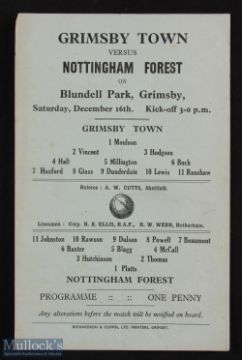 GRIMSBY TOWN
VERSUS
NOTTINGHAM FOREST
ON
Blundell Park, Grimsby,
Saturday, December 16th. Kick-off 3-0 p.m.
GRIMSBY TOWN
1 Moulson
2 Vincent 3 Hodgson
4 Hall 5 Millington 6 Buck
7 Hosford 8 Glass 9 Dunderdale 10 Lewis 11 Ranshaw
Referee : A. W. CUTTS, Sheffield.
Linesmen : Corp. H. E. ELLIS, R.A.F., R. W. WEBB, Rotherham.
11 Johnston 10 Rawson 9 Dulson 8 Powell 7 Beaumont
6 Baxter 5 Blagg 4 McCall
3 Hutchinson 2 Thomas
1 Platts
NOTTINGHAM FOREST
PROGRAMME :: :: ONE PENNY
Any alterations before the match will be notified on board.
Mullock's
AUCTIONEERS